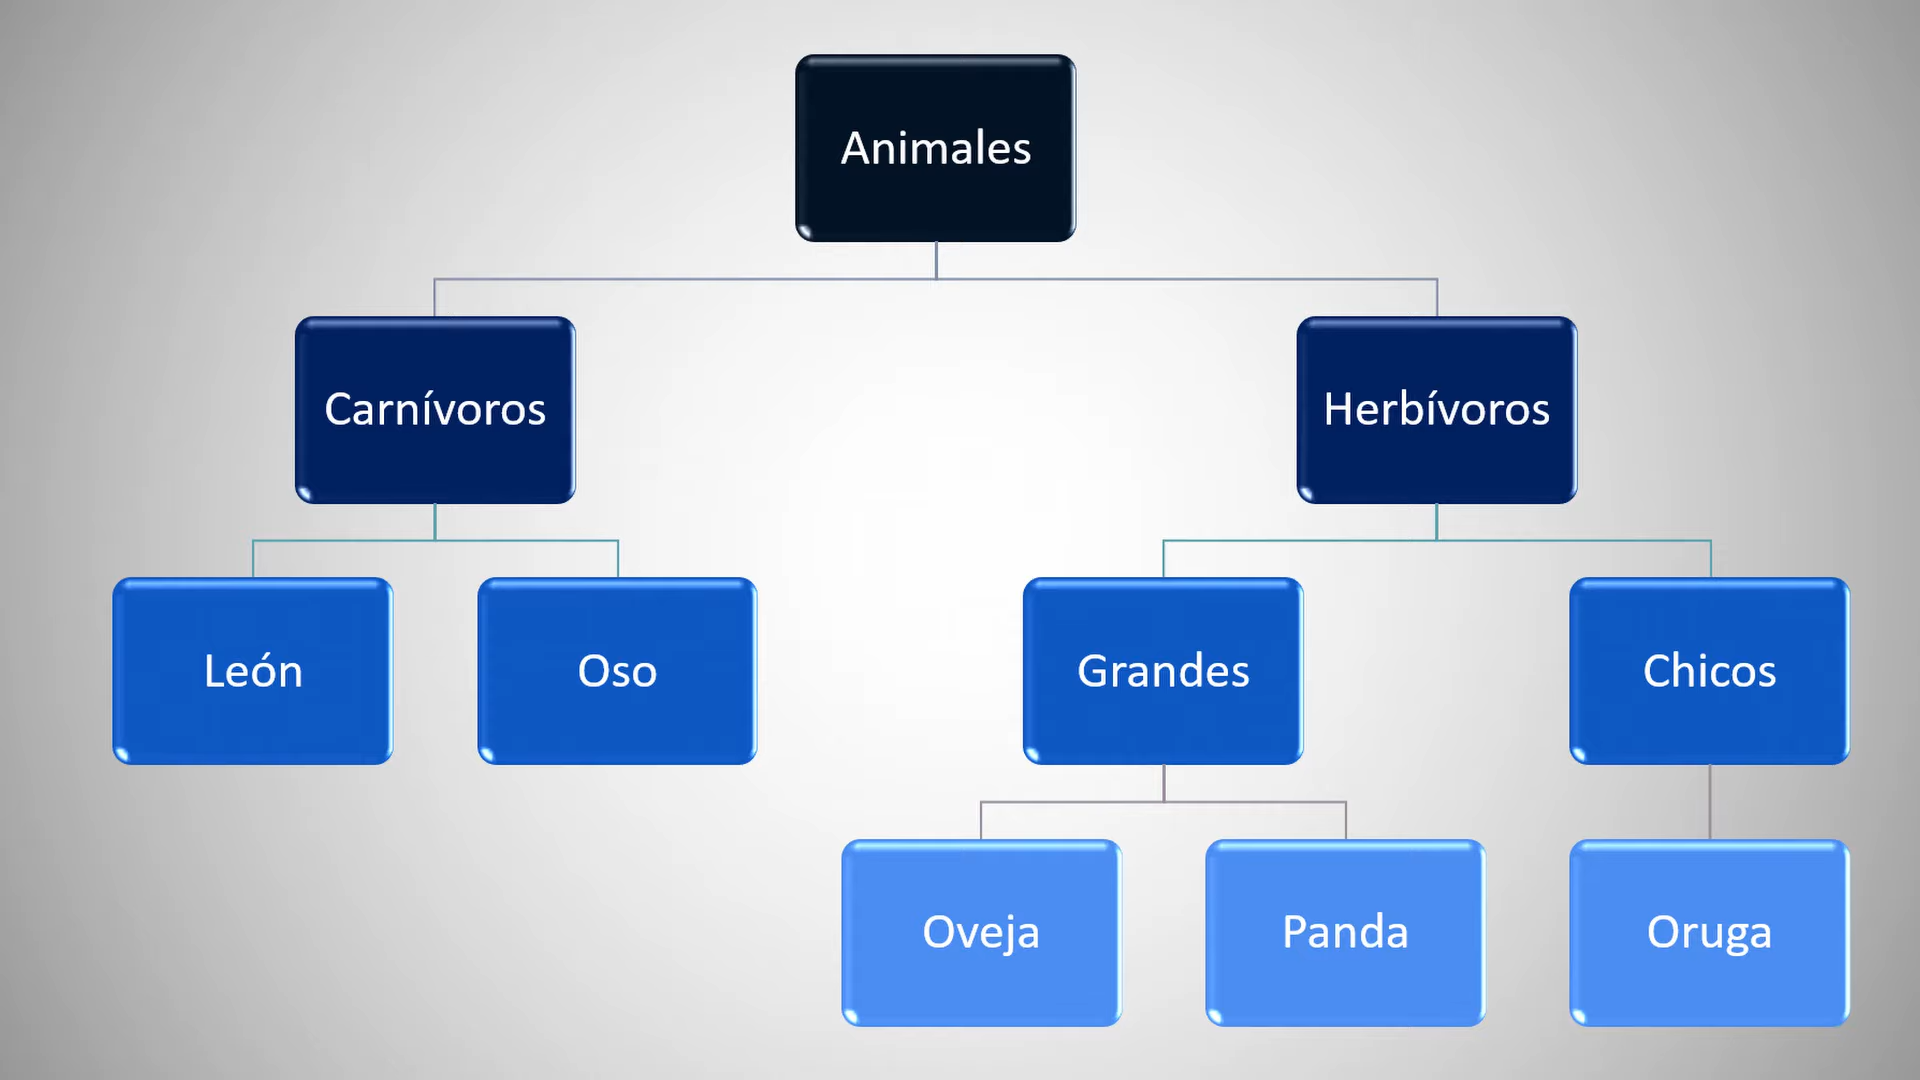 Animales
Carnívoros
Herbívoros
León
Oso
Grandes
Chicos
Oveja
Panda
Oruga